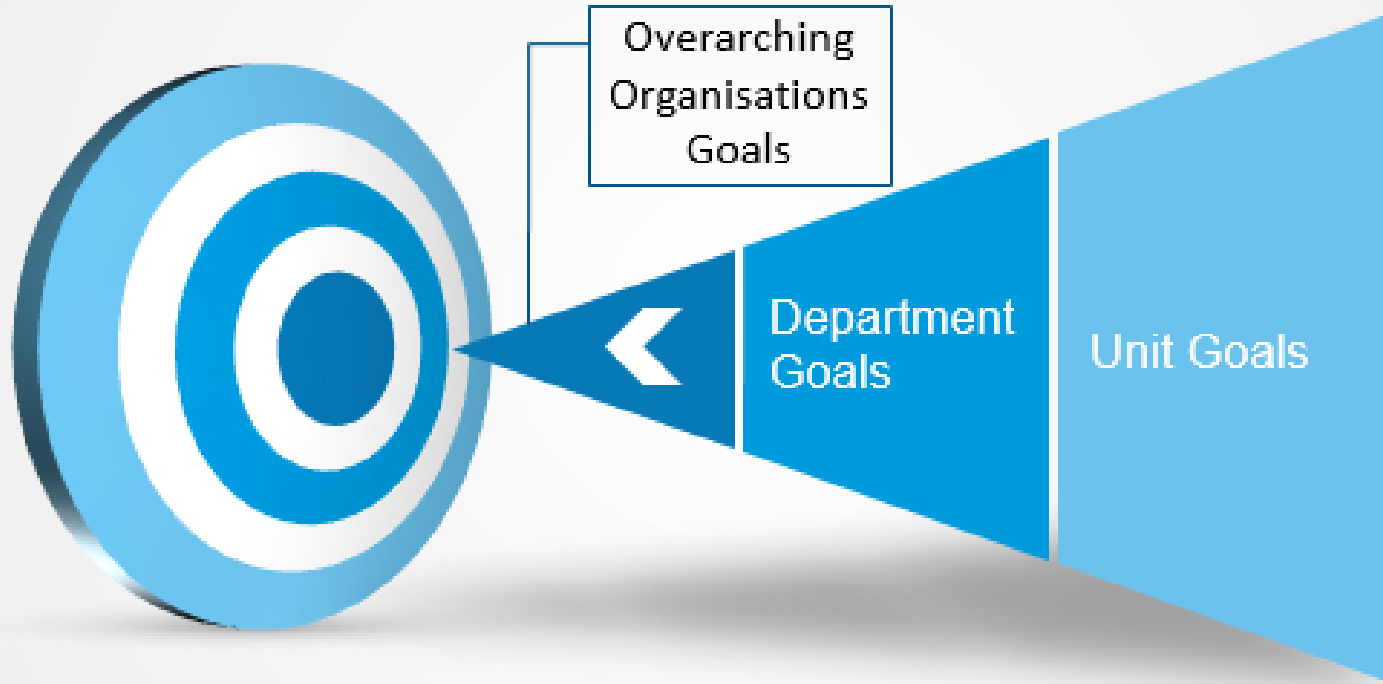 Overarching
Organisations
Goals
Department
Goals
Unit Goals